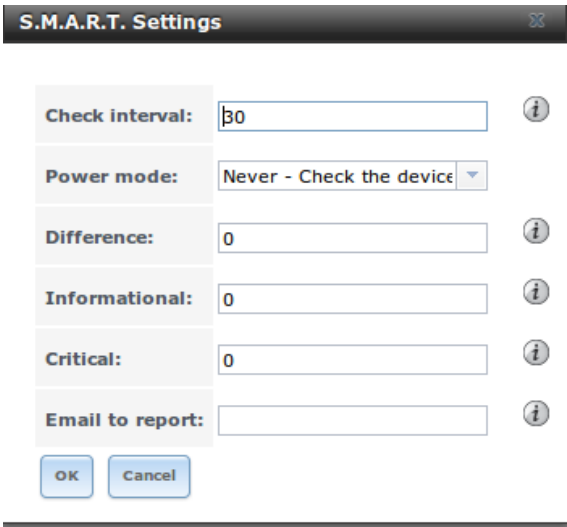 S.M.A.R.T. Settings
Check interval: 30
Power mode: Never - Check the device
Difference: 0
Informational: 0
Critical: 0
Email to report:
OK Cancel